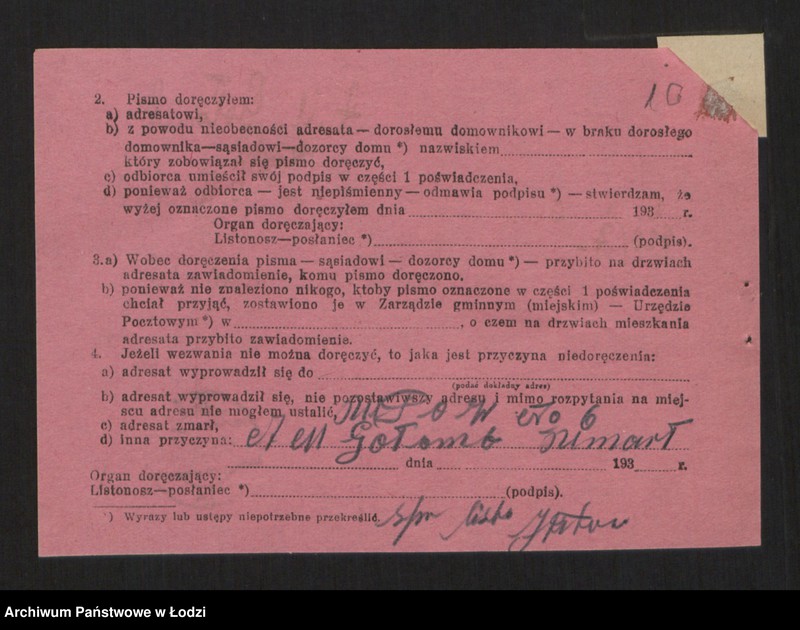 10
2. Pismo doręczyłem:
a) adresatowi,
b) z powodu nieobecności adresata — dorosłemu domownikowi — w braku dorosłego
domownika—sąsiadowi—dozorcy domu *) nazwiskiem
który zobowiązał się pismo doręczyć,
c) odbiorca umieścił swój podpis w części 1 poświadczenia,
d) ponieważ odbiorca — jest niepiśmienny — odmawia podpisu *) — stwierdzam, że
wyżej oznaczone pismo doręczyłem dnia 193 r.
Organ doręczający:
Listonosz—posłaniec *) (podpis).
3. a) Wobec doręczenia pisma — sąsiadowi — dozorcy domu *) — przybito na drzwiach
adresata zawiadomienie, komu pismo doręczono.
b) ponieważ nie znaleziono nikogo, ktoby pismo oznaczone w części 1 poświadczenia
chciał przyjąć, zostawiono je w Zarządzie gminnym (miejskim) — Urzędzie
Pocztowym *) w , o czem na drzwiach mieszkania
adresata przybito zawiadomienie.
4. Jeżeli wezwania nie można doręczyć, to jaka jest przyczyna niedoręczenia:
a) adresat wyprowadził się do
(podać dokładny adres)
b) adresat wyprowadził się, nie pozostawiwszy adresu i mimo rozpytania na miej-
scu adresu nie mogłem ustalić,
c) adresat zmarł,
d) inna przyczyna: Gołomb zumarł
dnia 193 r.
Organ doręczający:
Listonosz—posłaniec *) (podpis).
*) Wyrazy lub ustępy niepotrzebne przekreślić.
Archiwum Państwowe w Łodzi